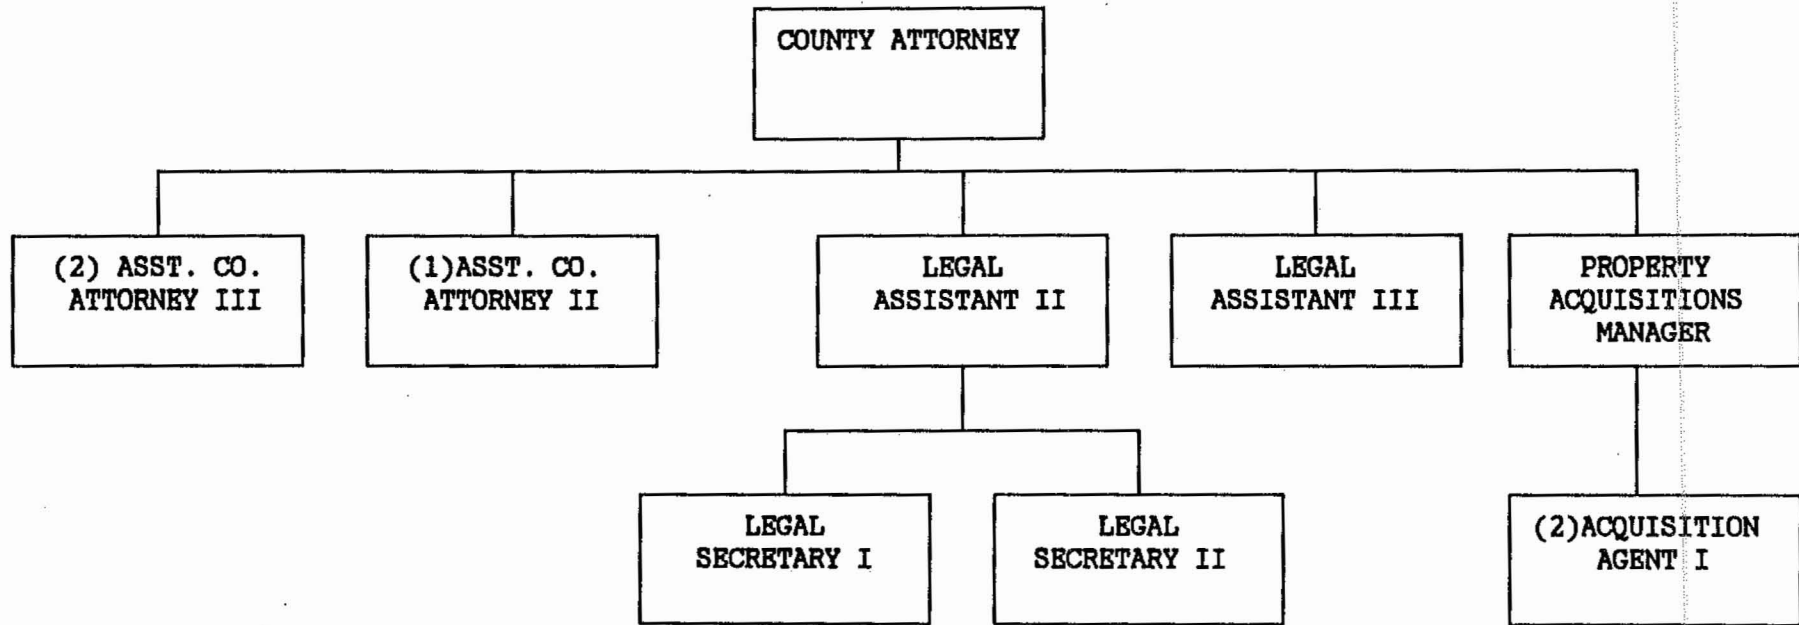 COUNTY ATTORNEY
(2) ASST. CO.
ATTORNEY III
(1)ASST. CO.
ATTORNEY II
LEGAL
ASSISTANT II
LEGAL
ASSISTANT III
PROPERTY
ACQUISITIONS
MANAGER
LEGAL
SECRETARY I
LEGAL
SECRETARY II
(2)ACQUISITION
AGENT I